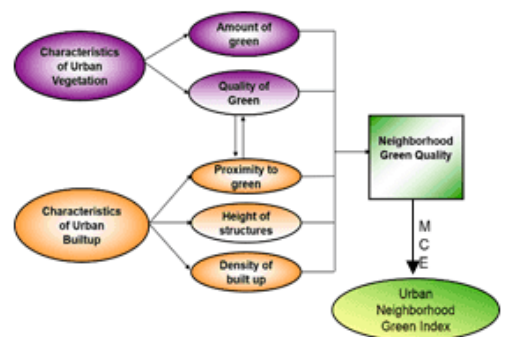 Characteristics
of Urban
Vegetation
Amount of
green
Quality of
Green
Characteristics
of Urban
Builtup
Proximity to
green
Height of
structures
Density of
built up
Neighborhood
Green Quality
M
C
E
Urban
Neighborhood
Green Index